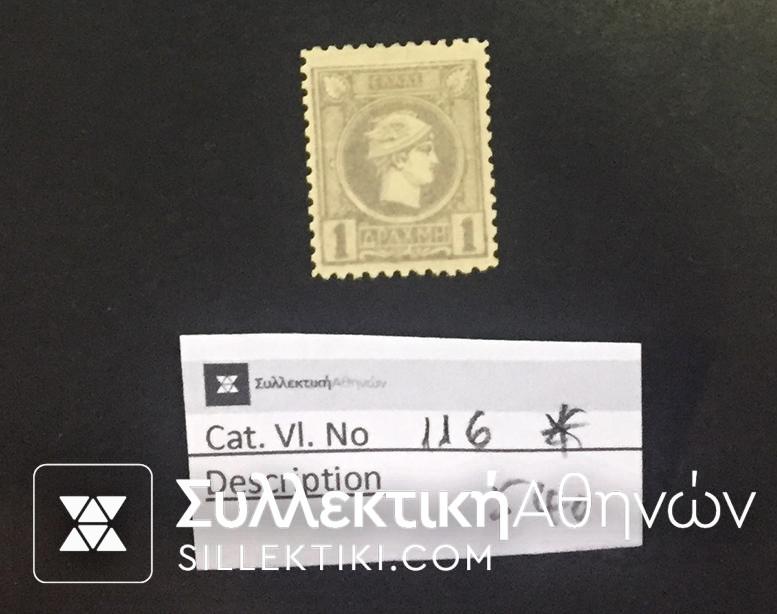 ΕΛΛΑΣ
1 ΔΡΑΧΜΗ 1
ΣυλλεκτικήΑθηνών
Cat. Vl. No 116 *
Description
ΣυλλεκτικήΑθηνών
SILLEKTIKI.COM